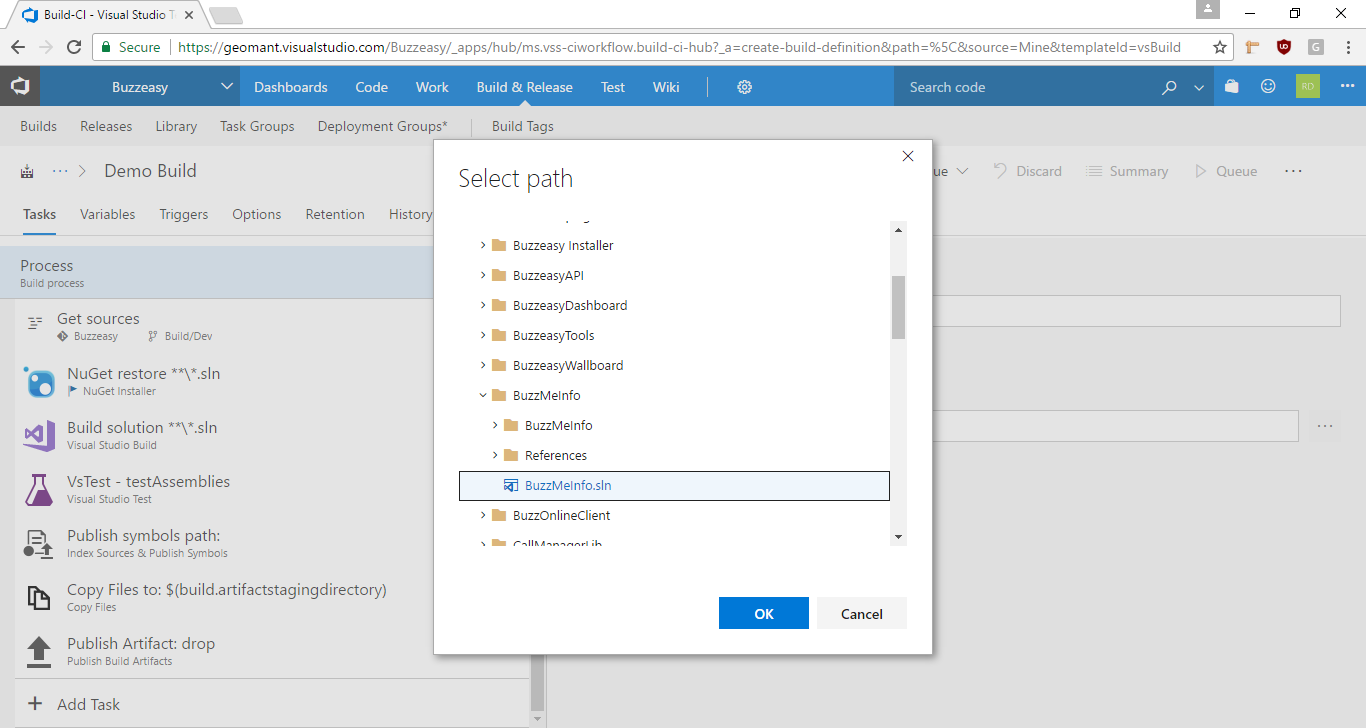 Build-CI - Visual Studio T
Secure
https://geomant.visualstudio.com/Buzzeasy/_apps/hub/ms.vss-ciworkflow.build-ci-hub?_a=create-build-definition&path=%5C&source=Mine&templateId=vsBuild
Buzzeasy
Dashboards
Code
Work
Build & Release
Test
Wiki
Search code
RD
Builds
Releases
Library
Task Groups
Deployment Groups*
Build Tags
Demo Build
ue
Discard
Summary
Queue
Tasks
Variables
Triggers
Options
Retention
History
Process
Build process
Get sources
Buzzeasy
Build/Dev
NuGet restore **\*.sln
NuGet Installer
Build solution **\*.sln
Visual Studio Build
VsTest - testAssemblies
Visual Studio Test
Publish symbols path:
Index Sources & Publish Symbols
Copy Files to: $(build.artifactstagingdirectory)
Copy Files
Publish Artifact: drop
Publish Build Artifacts
Add Task
Select path
Buzzeasy Installer
BuzzeasyAPI
BuzzeasyDashboard
BuzzeasyTools
BuzzeasyWallboard
BuzzMeInfo
BuzzMeInfo
References
BuzzMeInfo.sln
BuzzOnlineClient
CallManagerLib
OK
Cancel